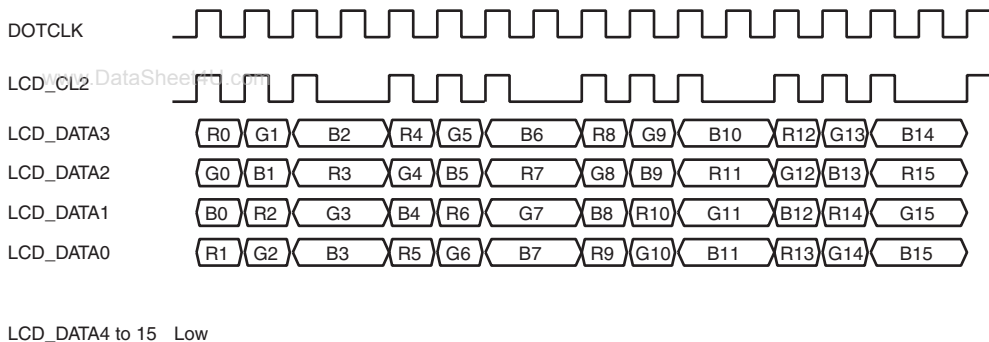 DOTCLK
www.DataSheet4U.com
LCD_CL2
LCD_DATA3 R0 G1 B2 R4 G5 B6 R8 G9 B10 R12 G13 B14
LCD_DATA2 G0 B1 R3 G4 B5 R7 G8 B9 R11 G12 B13 R15
LCD_DATA1 B0 R2 G3 B4 R6 G7 B8 R10 G11 B12 R14 G15
LCD_DATA0 R1 G2 B3 R5 G6 B7 R9 G10 B11 R13 G14 B15
LCD_DATA4 to 15 Low